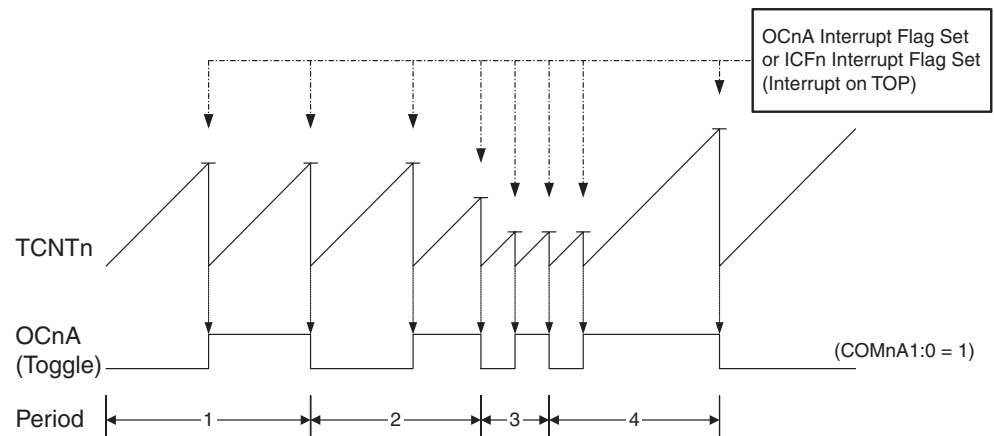 OCnA Interrupt Flag Set
or ICFn Interrupt Flag Set
(Interrupt on TOP)
TCNTn
OCnA
(Toggle)
(COMnA1:0 = 1)
Period
1
2
3
4